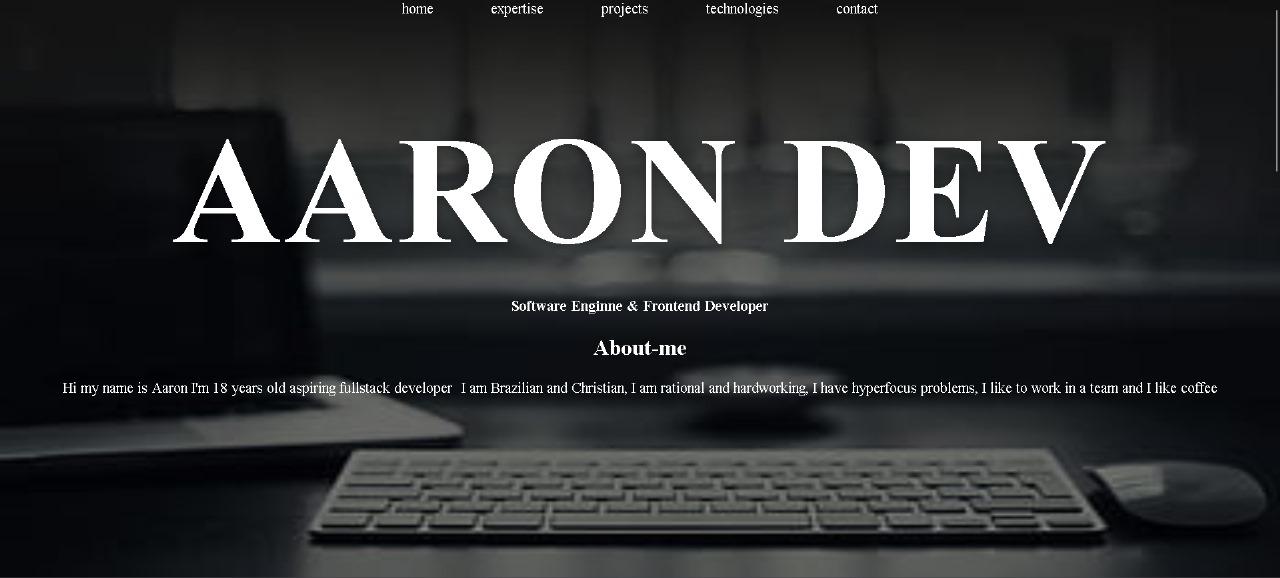 home expertise projects technologies contact
AARON DEV
Software Enginne & Frontend Developer
About-me
Hi my name is Aaron I'm 18 years old aspiring fullstack developer I am Brazilian and Christian, I am rational and hardworking, I have hyperfocus problems, I like to work in a team and I like coffee